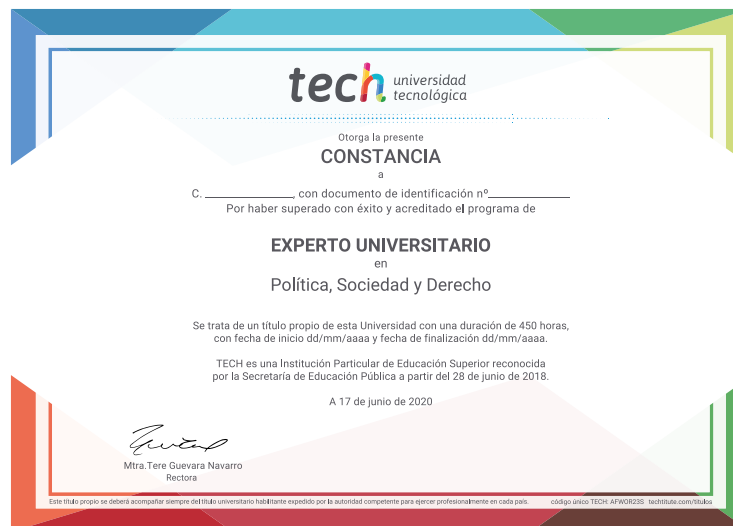 tech universidad
tecnológica
Otorga la presente
CONSTANCIA
a
C. ______________, con documento de identificación nº______________
Por haber superado con éxito y acreditado el programa de
EXPERTO UNIVERSITARIO
en
Política, Sociedad y Derecho
Se trata de un título propio de esta Universidad con una duración de 450 horas,
con fecha de inicio dd/mm/aaaa y fecha de finalización dd/mm/aaaa.
TECH es una Institución Particular de Educación Superior reconocida
por la Secretaría de Educación Pública a partir del 28 de junio de 2018.
A 17 de junio de 2020
Mtra.Tere Guevara Navarro
Rectora
Este título propio se deberá acompañar siempre del título universitario habilitante expedido por la autoridad competente para ejercer profesionalmente en cada país. código único TECH: AFWOR23S techtitute.com/titulos